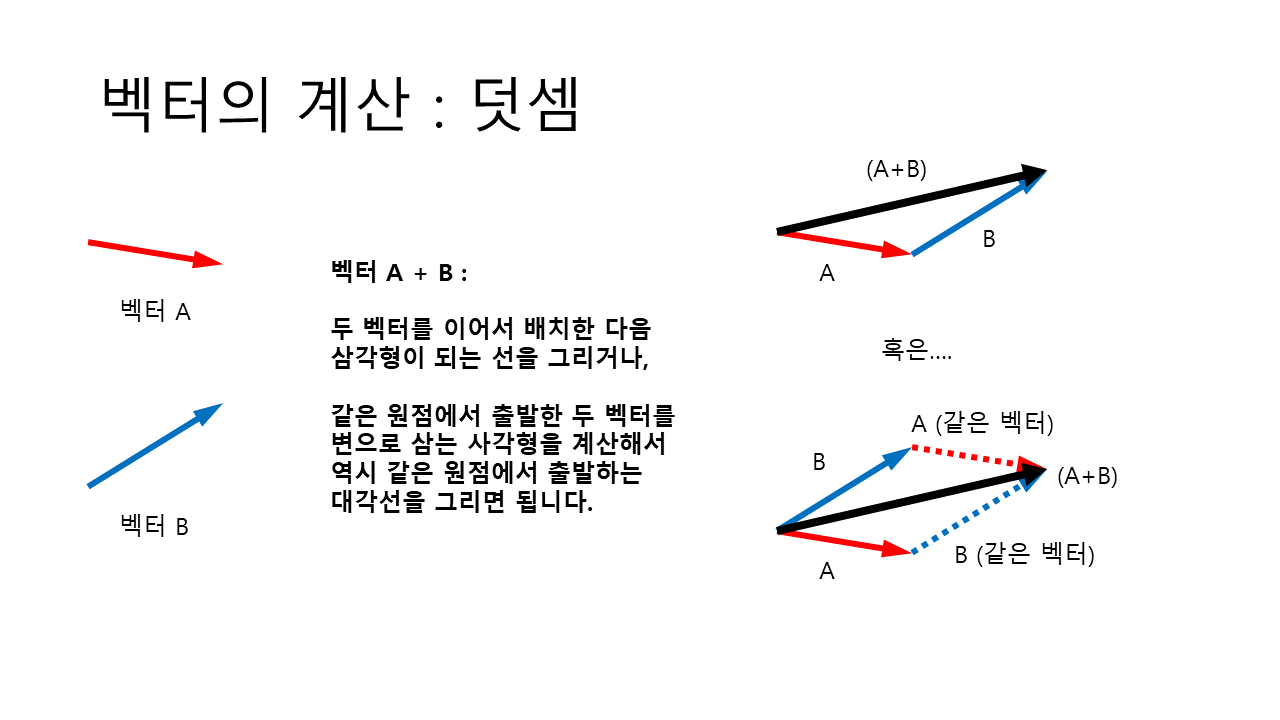 벡터의 계산 : 덧셈
벡터 A
벡터 B
벡터 A + B :
두 벡터를 이어서 배치한 다음
삼각형이 되는 선을 그리거나,
같은 원점에서 출발한 두 벡터를
변으로 삼는 사각형을 계산해서
역시 같은 원점에서 출발하는
대각선을 그리면 됩니다.
(A+B)
B
A
혹은....
A (같은 벡터)
B
(A+B)
B (같은 벡터)
A